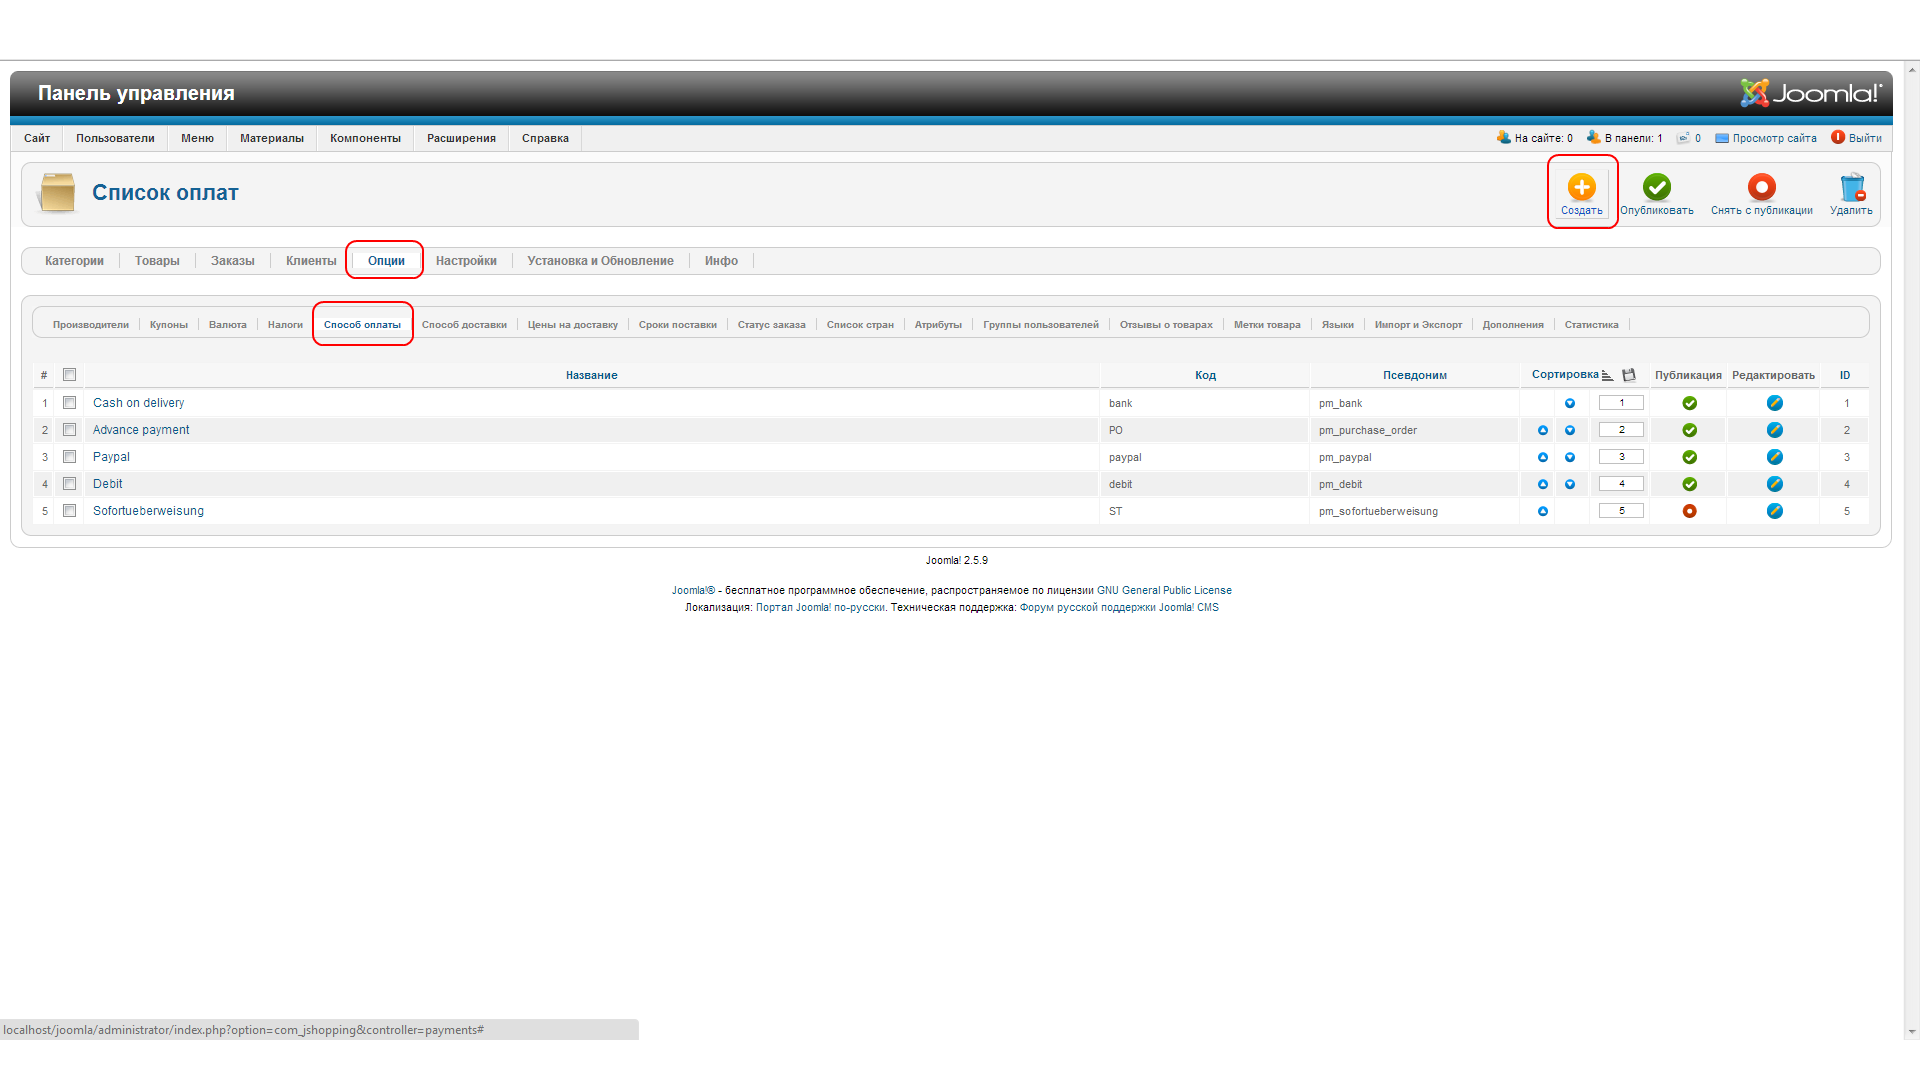 Панель управления
Joomla!
Сайт Пользователи Меню Материалы Компоненты Расширения Справка На сайте: 0 В панели: 1 0 Просмотр сайта Выйти
Список оплат
Создать Опубликовать Снять с публикации Удалить
Категории Товары Заказы Клиенты Опции Настройки Установка и Обновление Инфо
Производители Купоны Валюта Налоги Способ оплаты Способ доставки Цены на доставку Сроки поставки Статус заказа Список стран Атрибуты Группы пользователей Отзывы о товарах Метки товара Языки Импорт и Экспорт Дополнения Статистика
# Название Код Псевдоним Сортировка Публикация Редактировать ID
1 Cash on delivery bank pm_bank 1 1
2 Advance payment PO pm_purchase_order 2 2
3 Paypal paypal pm_paypal 3 3
4 Debit debit pm_debit 4 4
5 Sofortueberweisung ST pm_sofortueberweisung 5 5
Joomla! 2.5.9
Joomla!® - бесплатное программное обеспечение, распространяемое по лицензии GNU General Public License
Локализация: Портал Joomla! по-русски. Техническая поддержка: Форум русской поддержки Joomla! CMS
localhost/joomla/administrator/index.php?option=com_jshopping&controller=payments#